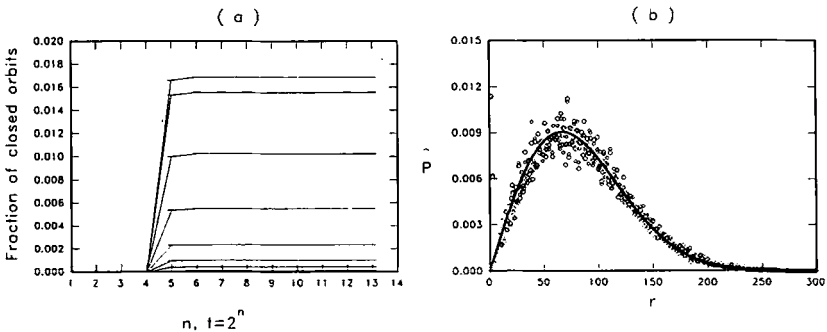 ( a )
Fraction of closed orbits
0.020
0.018
0.016
0.014
0.012
0.010
0.008
0.006
0.004
0.002
0.000
1 2 3 4 5 6 7 8 9 10 11 12 13 14
n, t=2^n
( b )
P
0.015
0.012
0.009
0.006
0.003
0.000
0 50 100 150 200 250 300
r